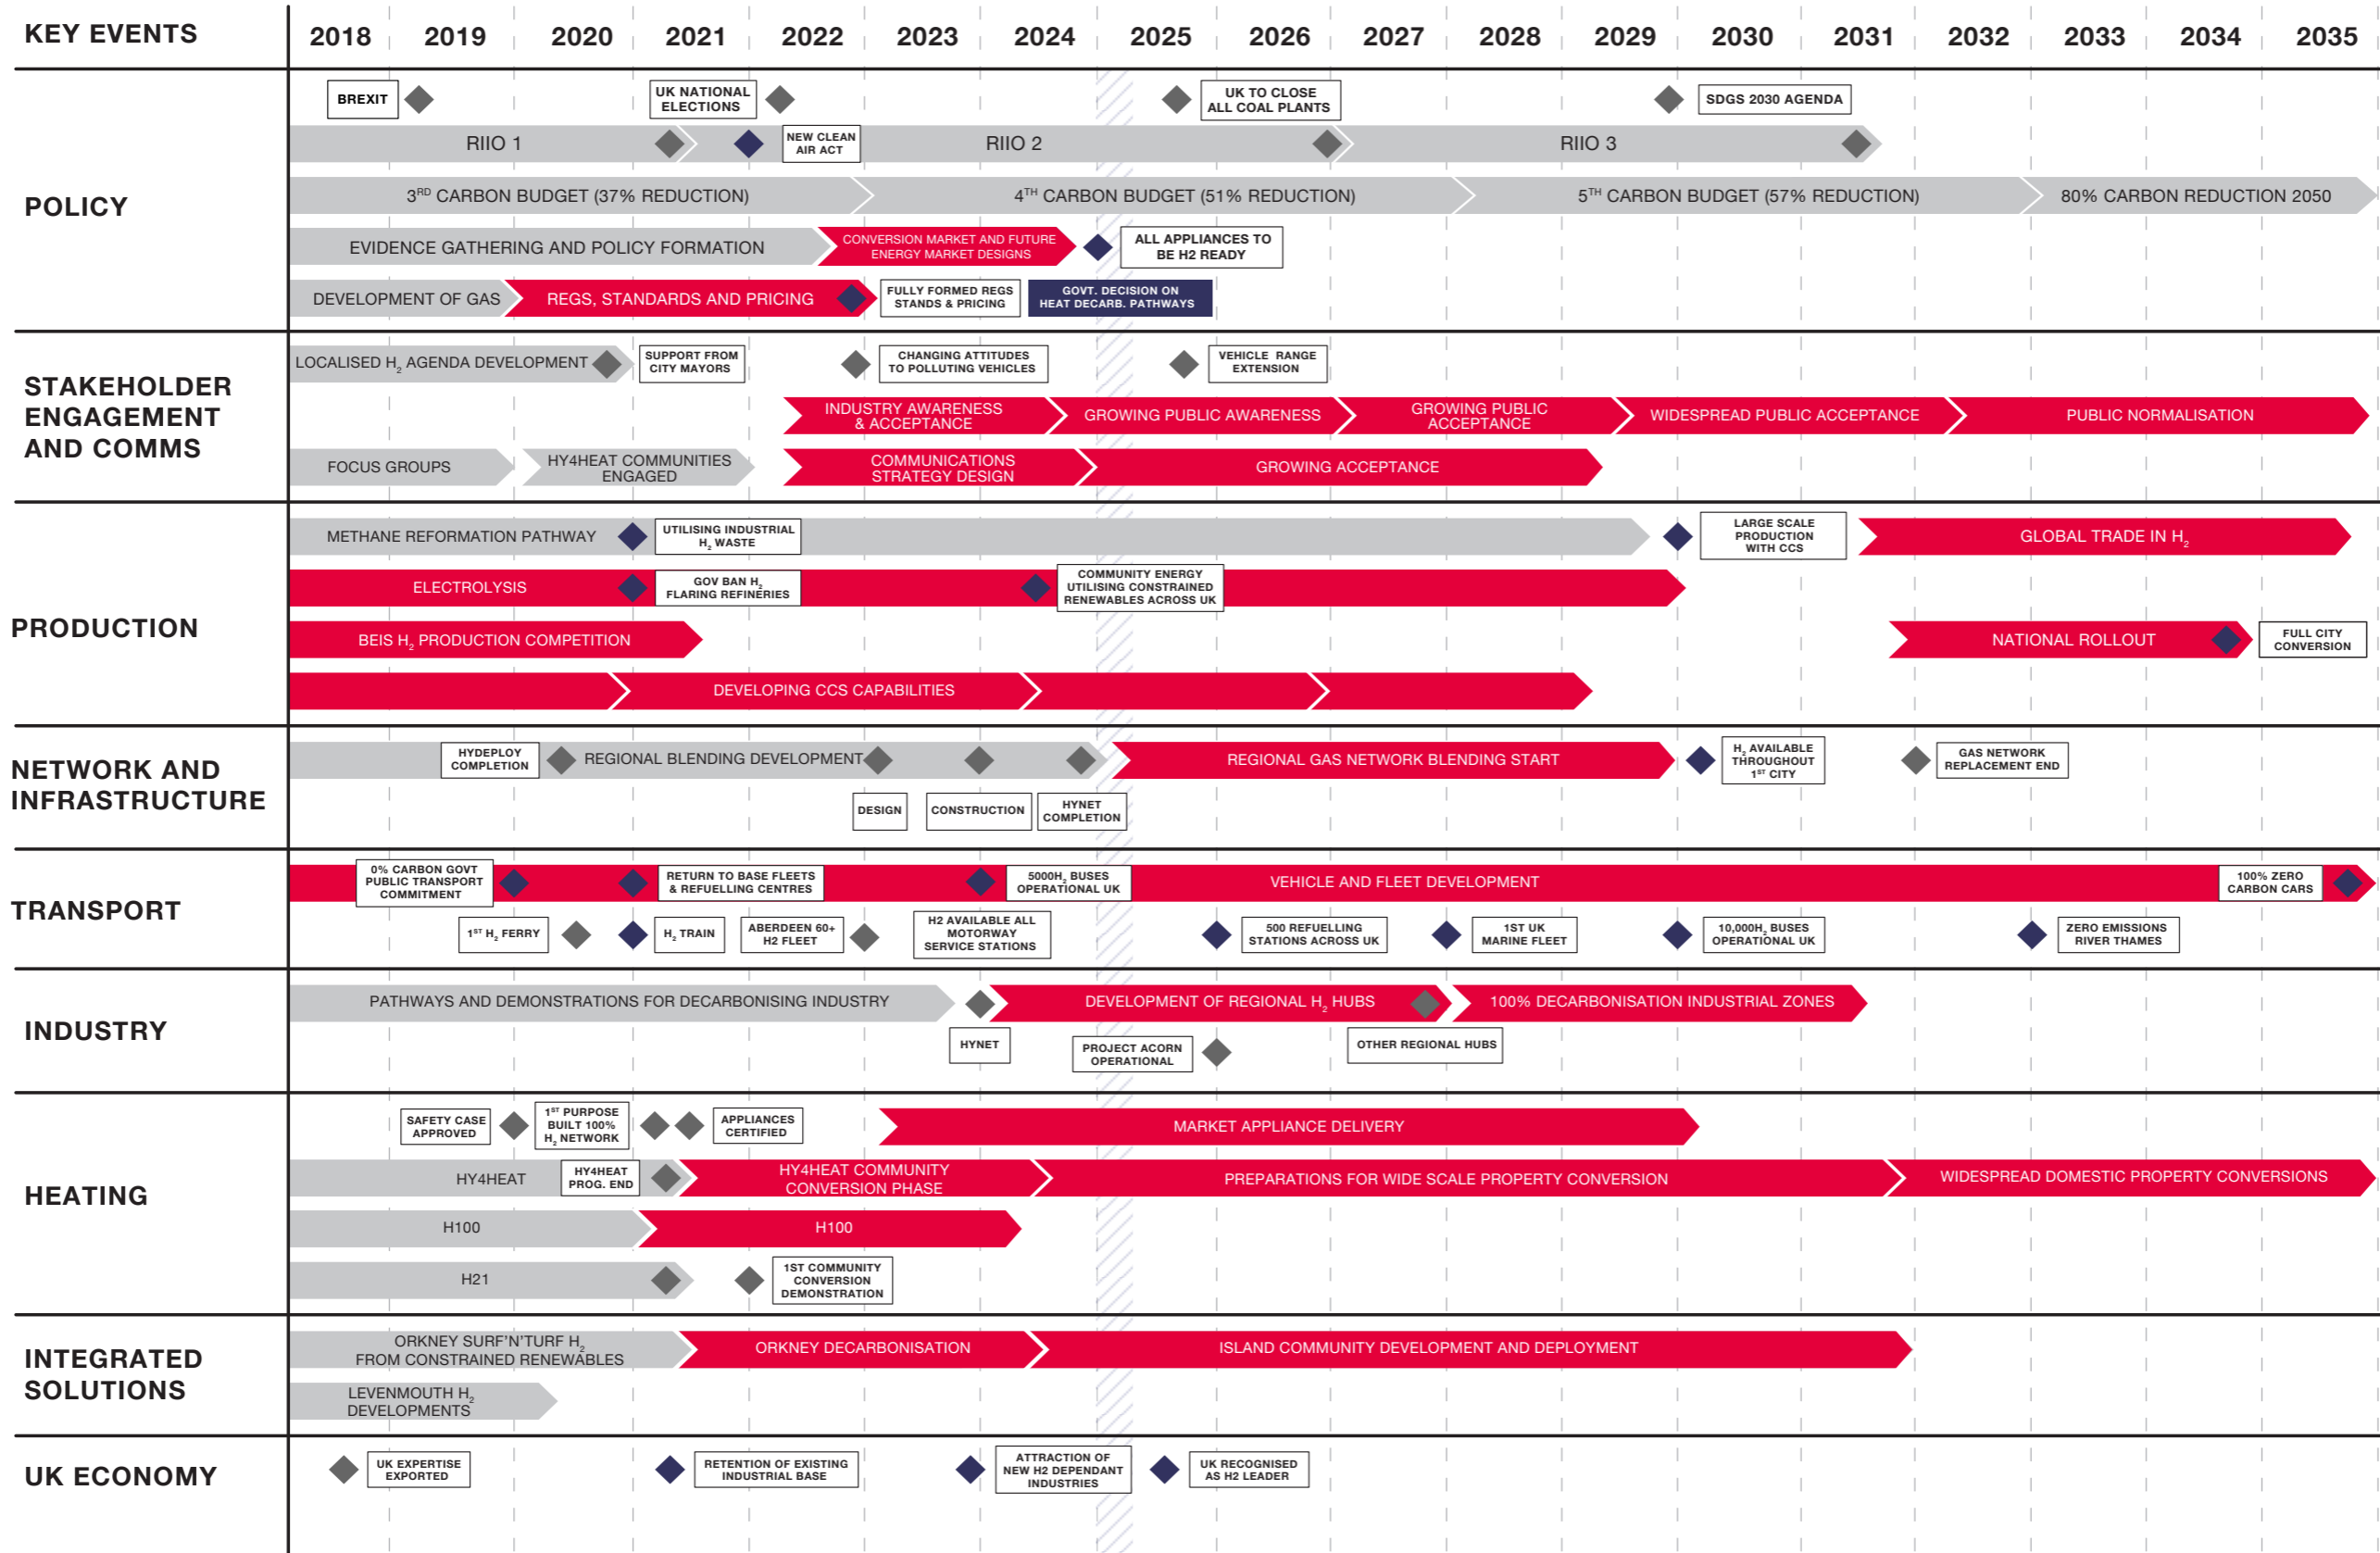 KEY EVENTS 2018 2019 2020 2021 2022 2023 2024 2025 2026 2027 2028 2029 2030 2031 2032 2033 2034 2035
POLICY
BREXIT
UK NATIONAL
ELECTIONS
UK TO CLOSE
ALL COAL PLANTS
SDGS 2030 AGENDA
RIIO 1
NEW CLEAN
AIR ACT
RIIO 2
RIIO 3
3RD CARBON BUDGET (37% REDUCTION)
4TH CARBON BUDGET (51% REDUCTION)
5TH CARBON BUDGET (57% REDUCTION)
80% CARBON REDUCTION 2050
EVIDENCE GATHERING AND POLICY FORMATION
CONVERSION MARKET AND FUTURE
ENERGY MARKET DESIGNS
ALL APPLIANCES TO
BE H2 READY
DEVELOPMENT OF GAS
REGS, STANDARDS AND PRICING
FULLY FORMED REGS
STANDS & PRICING
GOVT. DECISION ON
HEAT DECARB. PATHWAYS
STAKEHOLDER
ENGAGEMENT
AND COMMS
LOCALISED H2 AGENDA DEVELOPMENT
SUPPORT FROM
CITY MAYORS
CHANGING ATTITUDES
TO POLLUTING VEHICLES
VEHICLE RANGE
EXTENSION
INDUSTRY AWARENESS
& ACCEPTANCE
GROWING PUBLIC AWARENESS
GROWING PUBLIC
ACCEPTANCE
WIDESPREAD PUBLIC ACCEPTANCE
PUBLIC NORMALISATION
FOCUS GROUPS
HY4HEAT COMMUNITIES
ENGAGED
COMMUNICATIONS
STRATEGY DESIGN
GROWING ACCEPTANCE
PRODUCTION
METHANE REFORMATION PATHWAY
UTILISING INDUSTRIAL
H2 WASTE
LARGE SCALE
PRODUCTION
WITH CCS
GLOBAL TRADE IN H2
ELECTROLYSIS
GOV BAN H2
FLARING REFINERIES
COMMUNITY ENERGY
UTILISING CONSTRAINED
RENEWABLES ACROSS UK
BEIS H2 PRODUCTION COMPETITION
NATIONAL ROLLOUT
FULL CITY
CONVERSION
DEVELOPING CCS CAPABILITIES
NETWORK AND
INFRASTRUCTURE
HYDEPLOY
COMPLETION
REGIONAL BLENDING DEVELOPMENT
REGIONAL GAS NETWORK BLENDING START
H2 AVAILABLE
THROUGHOUT
1ST CITY
GAS NETWORK
REPLACEMENT END
DESIGN
CONSTRUCTION
HYNET
COMPLETION
TRANSPORT
0% CARBON GOVT
PUBLIC TRANSPORT
COMMITMENT
RETURN TO BASE FLEETS
& REFUELLING CENTRES
5000H2 BUSES
OPERATIONAL UK
VEHICLE AND FLEET DEVELOPMENT
100% ZERO
CARBON CARS
1ST H2 FERRY
H2 TRAIN
ABERDEEN 60+
H2 FLEET
H2 AVAILABLE ALL
MOTORWAY
SERVICE STATIONS
500 REFUELLING
STATIONS ACROSS UK
1ST UK
MARINE FLEET
10,000H2 BUSES
OPERATIONAL UK
ZERO EMISSIONS
RIVER THAMES
INDUSTRY
PATHWAYS AND DEMONSTRATIONS FOR DECARBONISING INDUSTRY
DEVELOPMENT OF REGIONAL H2 HUBS
100% DECARBONISATION INDUSTRIAL ZONES
HYNET
PROJECT ACORN
OPERATIONAL
OTHER REGIONAL HUBS
HEATING
SAFETY CASE
APPROVED
1ST PURPOSE
BUILT 100%
H2 NETWORK
APPLIANCES
CERTIFIED
MARKET APPLIANCE DELIVERY
HY4HEAT
HY4HEAT
PROG. END
HY4HEAT COMMUNITY
CONVERSION PHASE
PREPARATIONS FOR WIDE SCALE PROPERTY CONVERSION
WIDESPREAD DOMESTIC PROPERTY CONVERSIONS
H100
H100
H21
1ST COMMUNITY
CONVERSION
DEMONSTRATION
INTEGRATED
SOLUTIONS
ORKNEY SURF'N'TURF H2
FROM CONSTRAINED RENEWABLES
ORKNEY DECARBONISATION
ISLAND COMMUNITY DEVELOPMENT AND DEPLOYMENT
LEVENMOUTH H2
DEVELOPMENTS
UK ECONOMY
UK EXPERTISE
EXPORTED
RETENTION OF EXISTING
INDUSTRIAL BASE
ATTRACTION OF
NEW H2 DEPENDANT
INDUSTRIES
UK RECOGNISED
AS H2 LEADER